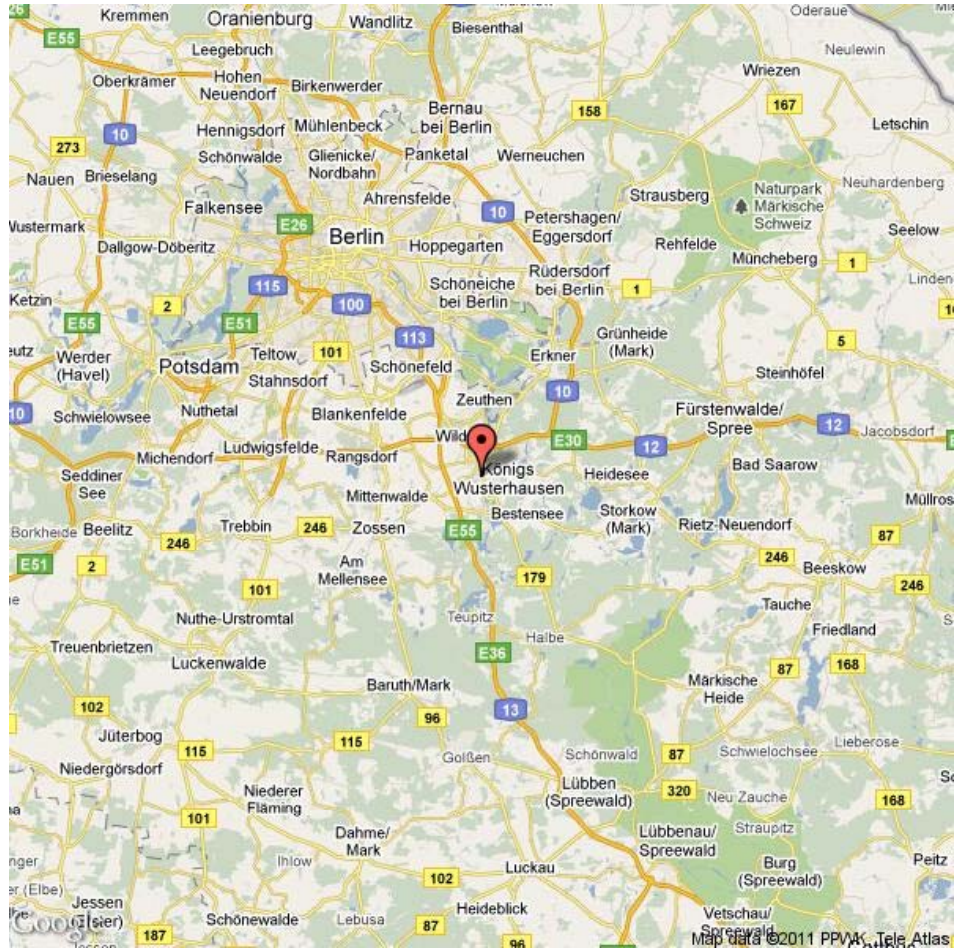 E26
Kremmen
Oranienburg
Wandlitz
Biesenthal
Oderaue
E55
Leegebruch
Neulewin
Oberkrämer
Hohen
Neuendorf
Birkenwerder
Wriezen
Bernau
bei Berlin
158
167
10
Hennigsdorf
Mühlenbeck
Letschin
273
Schönwalde
Glienicke/
Nordbahn
Panketal
Werneuchen
Nauen
Brieselang
Ahrensfelde
Strausberg
Naturpark
Märkische
Schweiz
Neuhardenberg
Falkensee
E26
10
Petershagen/
Eggersdorf
Wustermark
Dallgow-Döberitz
Berlin
Hoppegarten
Rehfelde
Seelow
Müncheberg
1
Rüdersdorf
bei Berlin
Schöneiche
bei Berlin
1
Linden
Ketzin
2
115
100
E55
E51
113
Grünheide
(Mark)
5
Werder
(Havel)
Potsdam
Teltow
101
Schönefeld
Erkner
Stahnsdorf
Steinhöfel
10
Zeuthen
10
Schwielowsee
Nuthetal
Blankenfelde
Fürstenwalde/
Spree
12
Jacobsdorf
Wild
E30
12
Michendorf
Ludwigsfelde
Rangsdorf
Seddiner
See
Königs
Wusterhausen
Heidesee
Bad Saarow
Mittenwalde
Müllros
Bestensee
Storkow
(Mark)
Borkheide
Beelitz
Trebbin
246
Zossen
E55
Rietz-Neuendorf
87
246
E51
2
Am
Mellensee
179
246
Beeskow
246
101
Tauche
Nuthe-Urstromtal
Teupitz
Halbe
Friedland
Treuenbrietzen
Luckenwalde
E36
87
168
Baruth/Mark
Märkische
Heide
102
96
13
Jüterbog
115
115
Schönwald
87
Schwielochsee
Lieberose
Niedergörsdorf
Golßen
Lübben
(Spreewald)
320
Neu Zauche
168
Niederer
Fläming
101
Dahme/
Mark
Lübbenau/
Spreewald
Straupitz
Ihlow
Luckau
Burg
(Spreewald)
Peitz
102
Jessen
(Elster)
Schönewalde
Lebusa
Heideblick
Vetschau/
Spreewald
187
87
96
Google
Map data ©2011 PPWK, Tele Atlas